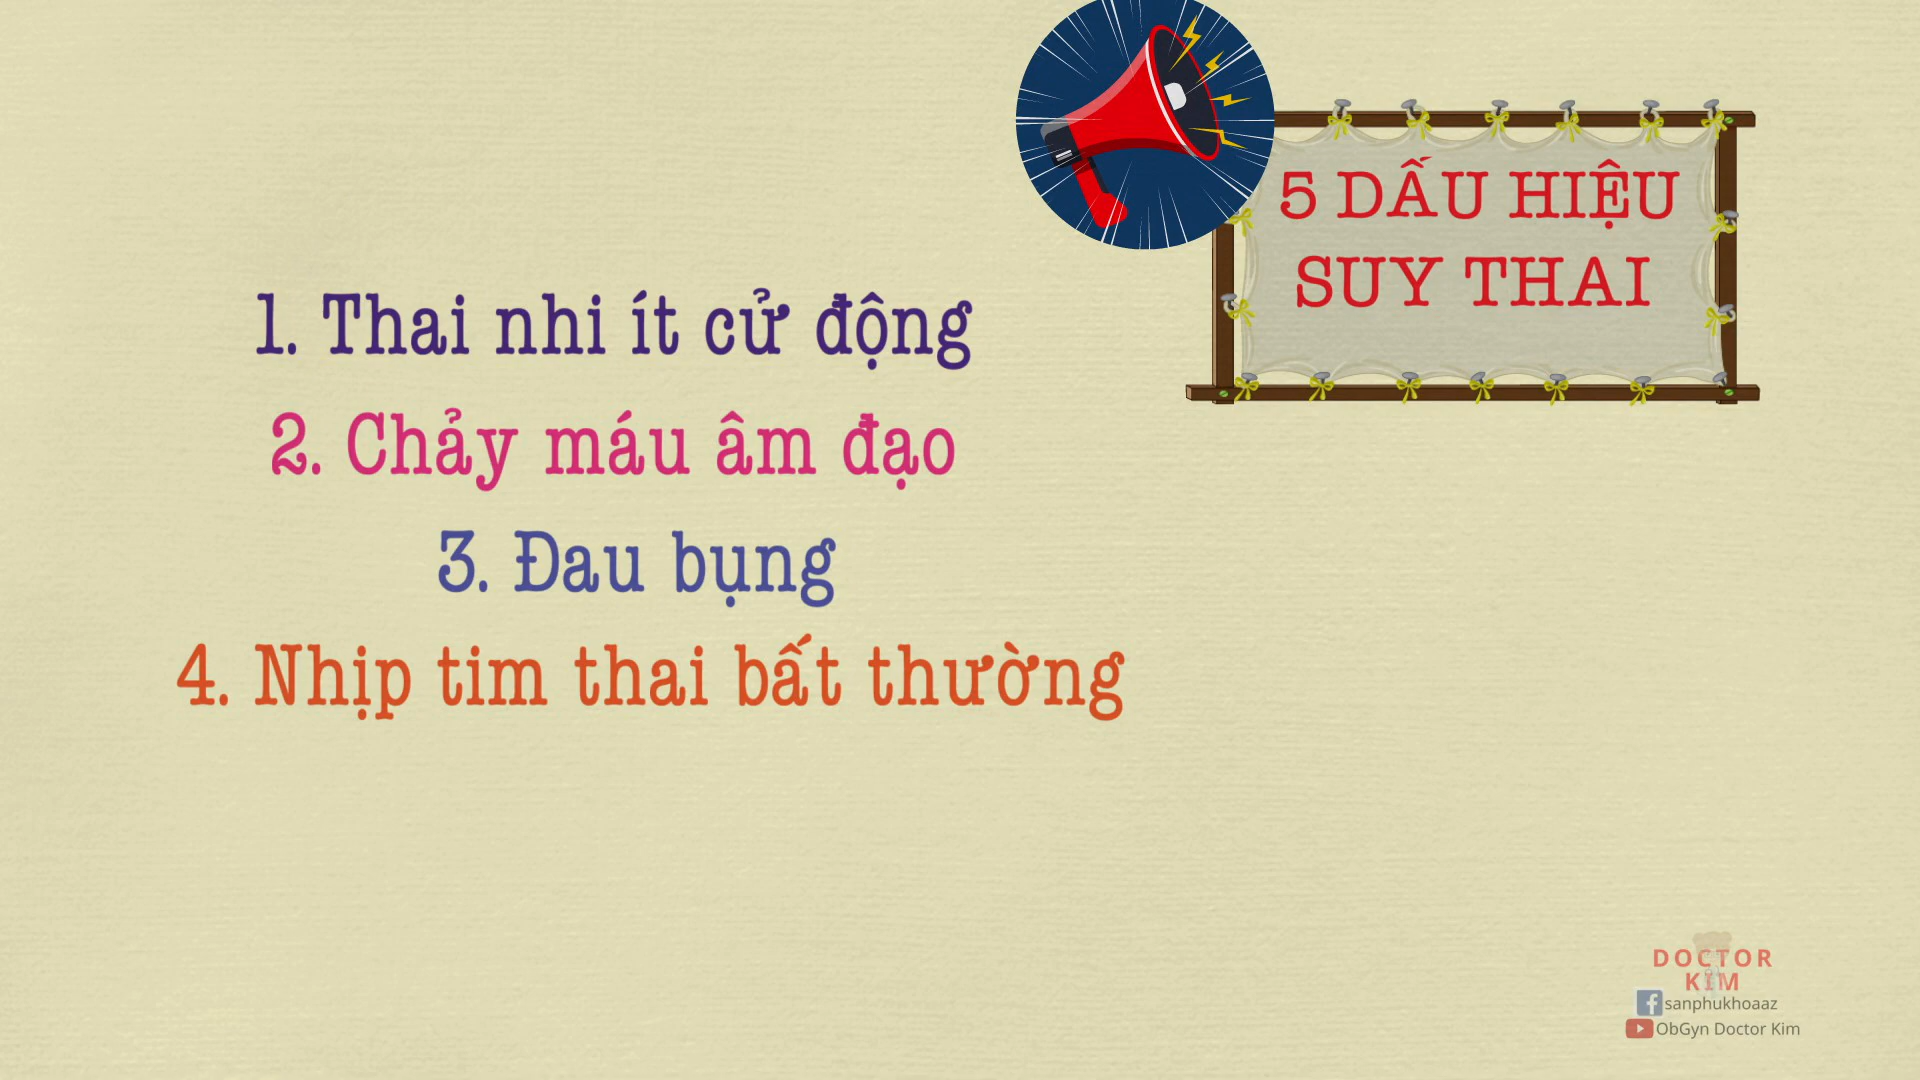 5 DẤU HIỆU
SUY THAI
1. Thai nhi ít cử động
2. Chảy máu âm đạo
3. Đau bụng
4. Nhịp tim thai bất thường
DOCTOR
KIM
sanphukhoaaz
ObGyn Doctor Kim